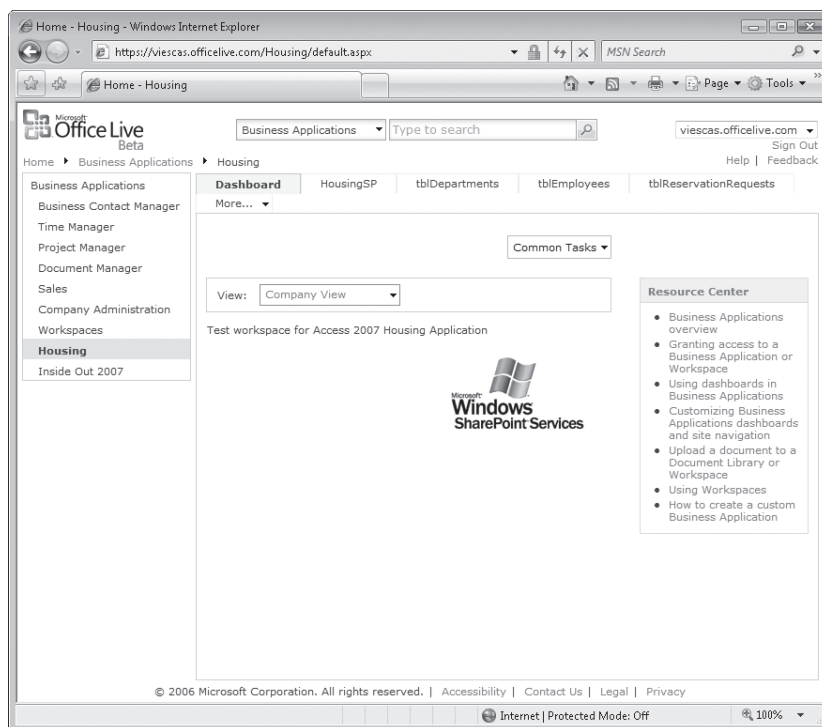 Home - Housing - Windows Internet Explorer
https://viescas.officelive.com/Housing/default.aspx
MSN Search
Home - Housing
Page
Tools
Microsoft
Office Live
Beta
Business Applications
Type to search
viescas.officelive.com
Sign Out
Home Business Applications Housing
Help | Feedback
Business Applications
Business Contact Manager
Time Manager
Project Manager
Document Manager
Sales
Company Administration
Workspaces
Housing
Inside Out 2007
Dashboard HousingSP tblDepartments tblEmployees tblReservationRequests
More...
Common Tasks
View: Company View
Test workspace for Access 2007 Housing Application
Microsoft
Windows
SharePoint Services
Resource Center
Business Applications
overview
Granting access to a
Business Application or
Workspace
Using dashboards in
Business Applications
Customizing Business
Applications dashboards
and site navigation
Upload a document to a
Document Library or
Workspace
Using Workspaces
How to create a custom
Business Application
© 2006 Microsoft Corporation. All rights reserved. | Accessibility | Contact Us | Legal | Privacy
Internet | Protected Mode: Off
100%